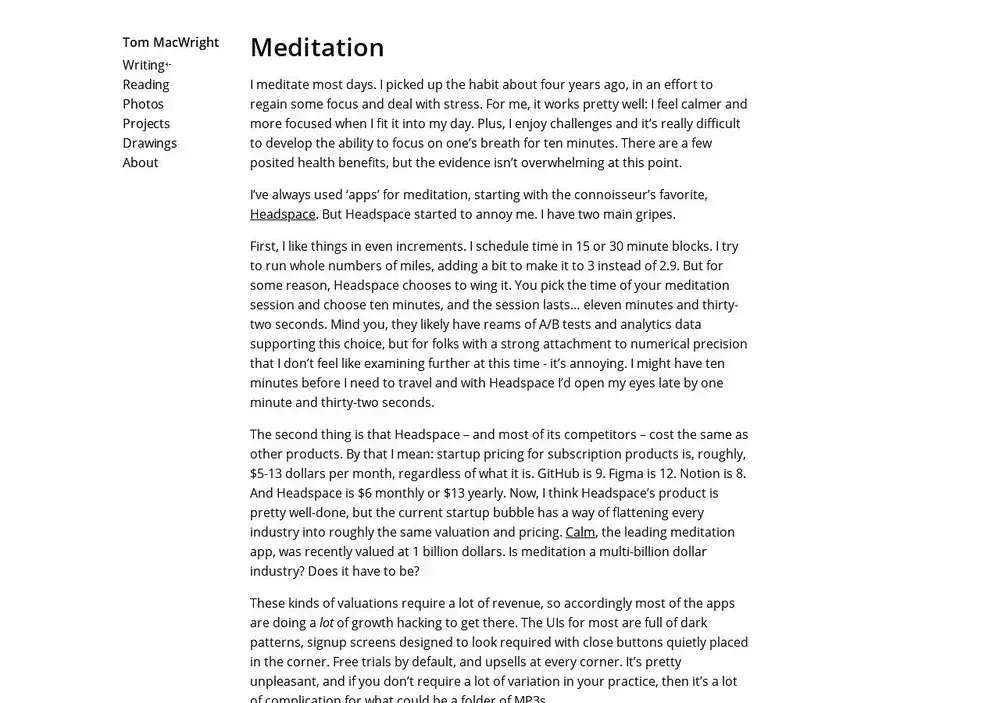 Tom MacWright
Writing
Reading
Photos
Projects
Drawings
About
Meditation
I meditate most days. I picked up the habit about four years ago, in an effort to
regain some focus and deal with stress. For me, it works pretty well: I feel calmer and
more focused when I fit it into my day. Plus, I enjoy challenges and it’s really difficult
to develop the ability to focus on one’s breath for ten minutes. There are a few
posited health benefits, but the evidence isn’t overwhelming at this point.
I’ve always used ‘apps’ for meditation, starting with the connoisseur’s favorite,
Headspace. But Headspace started to annoy me. I have two main gripes.
First, I like things in even increments. I schedule time in 15 or 30 minute blocks. I try
to run whole numbers of miles, adding a bit to make it to 3 instead of 2.9. But for
some reason, Headspace chooses to wing it. You pick the time of your meditation
session and choose ten minutes, and the session lasts… eleven minutes and thirty-
two seconds. Mind you, they likely have reams of A/B tests and analytics data
supporting this choice, but for folks with a strong attachment to numerical precision
that I don’t feel like examining further at this time - it’s annoying. I might have ten
minutes before I need to travel and with Headspace I’d open my eyes late by one
minute and thirty-two seconds.
The second thing is that Headspace – and most of its competitors – cost the same as
other products. By that I mean: startup pricing for subscription products is, roughly,
$5-13 dollars per month, regardless of what it is. GitHub is 9. Figma is 12. Notion is 8.
And Headspace is $6 monthly or $13 yearly. Now, I think Headspace’s product is
pretty well-done, but the current startup bubble has a way of flattening every
industry into roughly the same valuation and pricing. Calm, the leading meditation
app, was recently valued at 1 billion dollars. Is meditation a multi-billion dollar
industry? Does it have to be?
These kinds of valuations require a lot of revenue, so accordingly most of the apps
are doing a lot of growth hacking to get there. The UIs for most are full of dark
patterns, signup screens designed to look required with close buttons quietly placed
in the corner. Free trials by default, and upsells at every corner. It’s pretty
unpleasant, and if you don’t require a lot of variation in your practice, then it’s a lot
of complication for what could be a folder of MP3s.